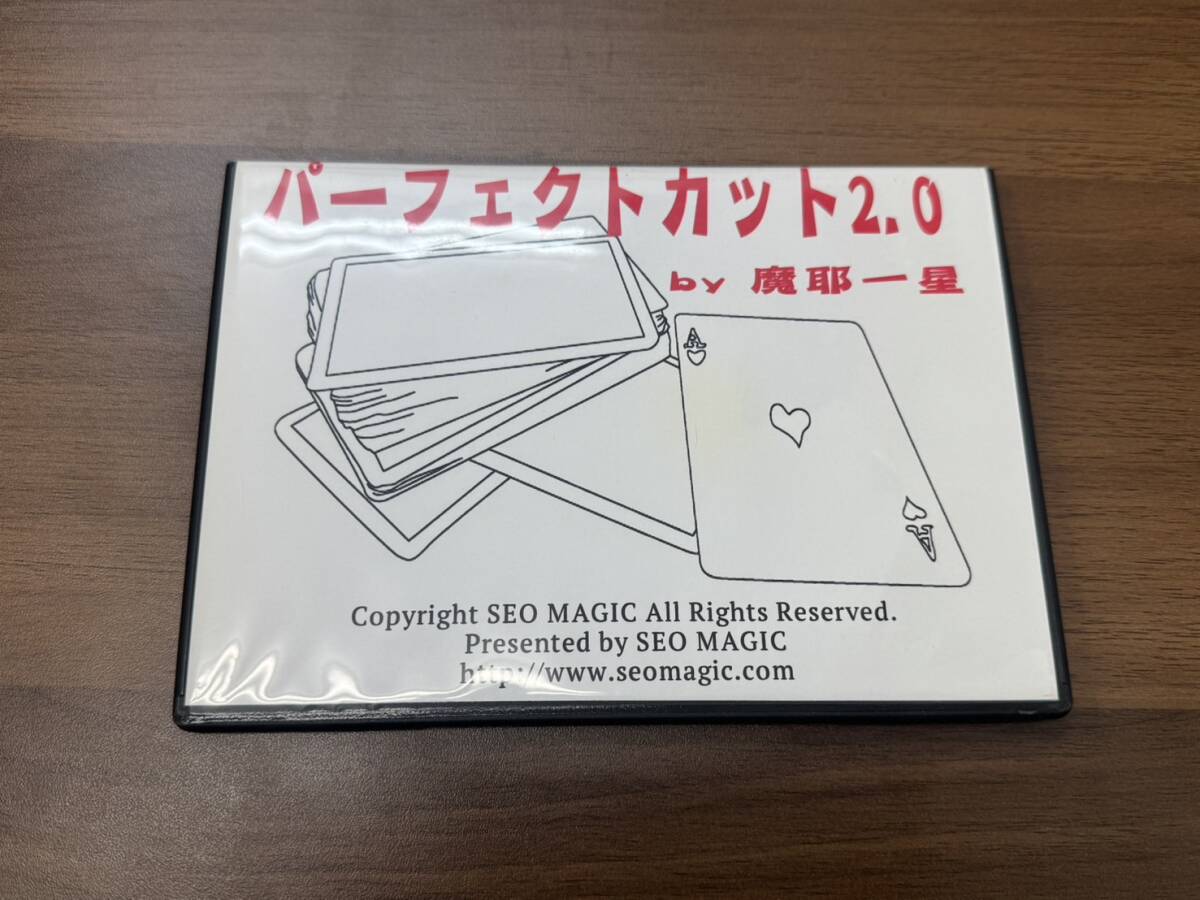 パーフェクトカット2.0
by 魔耶一星
A
A
Copyright SEO MAGIC All Rights Reserved.
Presented by SEO MAGIC
http://www.seomagic.com